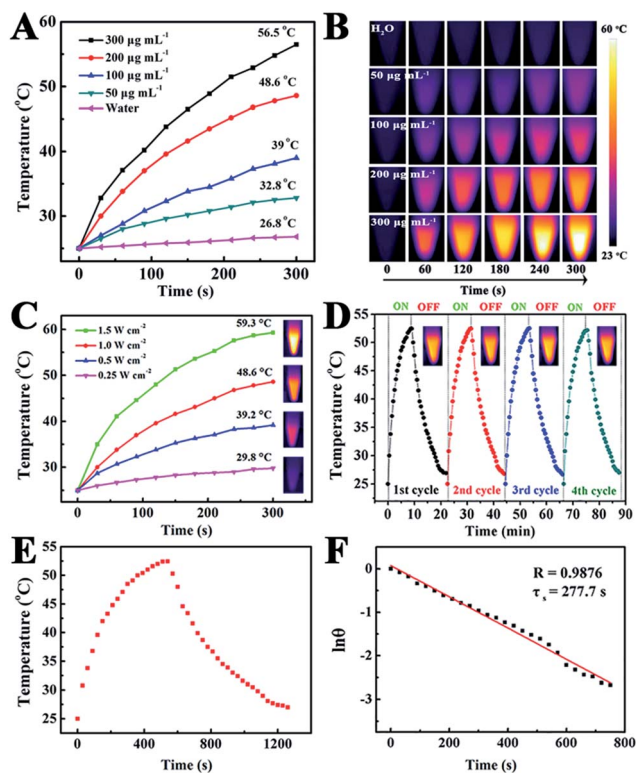 A
300 µg mL⁻¹
200 µg mL⁻¹
100 µg mL⁻¹
50 µg mL⁻¹
Water
56.5 °C
48.6 °C
39 °C
32.8 °C
26.8 °C
Temperature (°C)
60
50
40
30
0 100 200 300
Time (s)
B
H₂O
50 µg mL⁻¹
100 µg mL⁻¹
200 µg mL⁻¹
300 µg mL⁻¹
60 °C
23 °C
0 60 120 180 240 300
Time (s)
C
1.5 W cm⁻²
1.0 W cm⁻²
0.5 W cm⁻²
0.25 W cm⁻²
59.3 °C
48.6 °C
39.2 °C
29.8 °C
Temperature (°C)
60
50
40
30
0 100 200 300
Time (s)
D
ON OFF ON OFF ON OFF ON OFF
Temperature (°C)
55
50
45
40
35
30
25
1st cycle 2nd cycle 3rd cycle 4th cycle
0 10 20 30 40 50 60 70 80 90
Time (min)
E
Temperature (°C)
55
50
45
40
35
30
25
0 400 800 1200
Time (s)
F
R = 0.9876
τs = 277.7 s
lnθ
0
-1
-2
-3
0 200 400 600 800
Time (s)